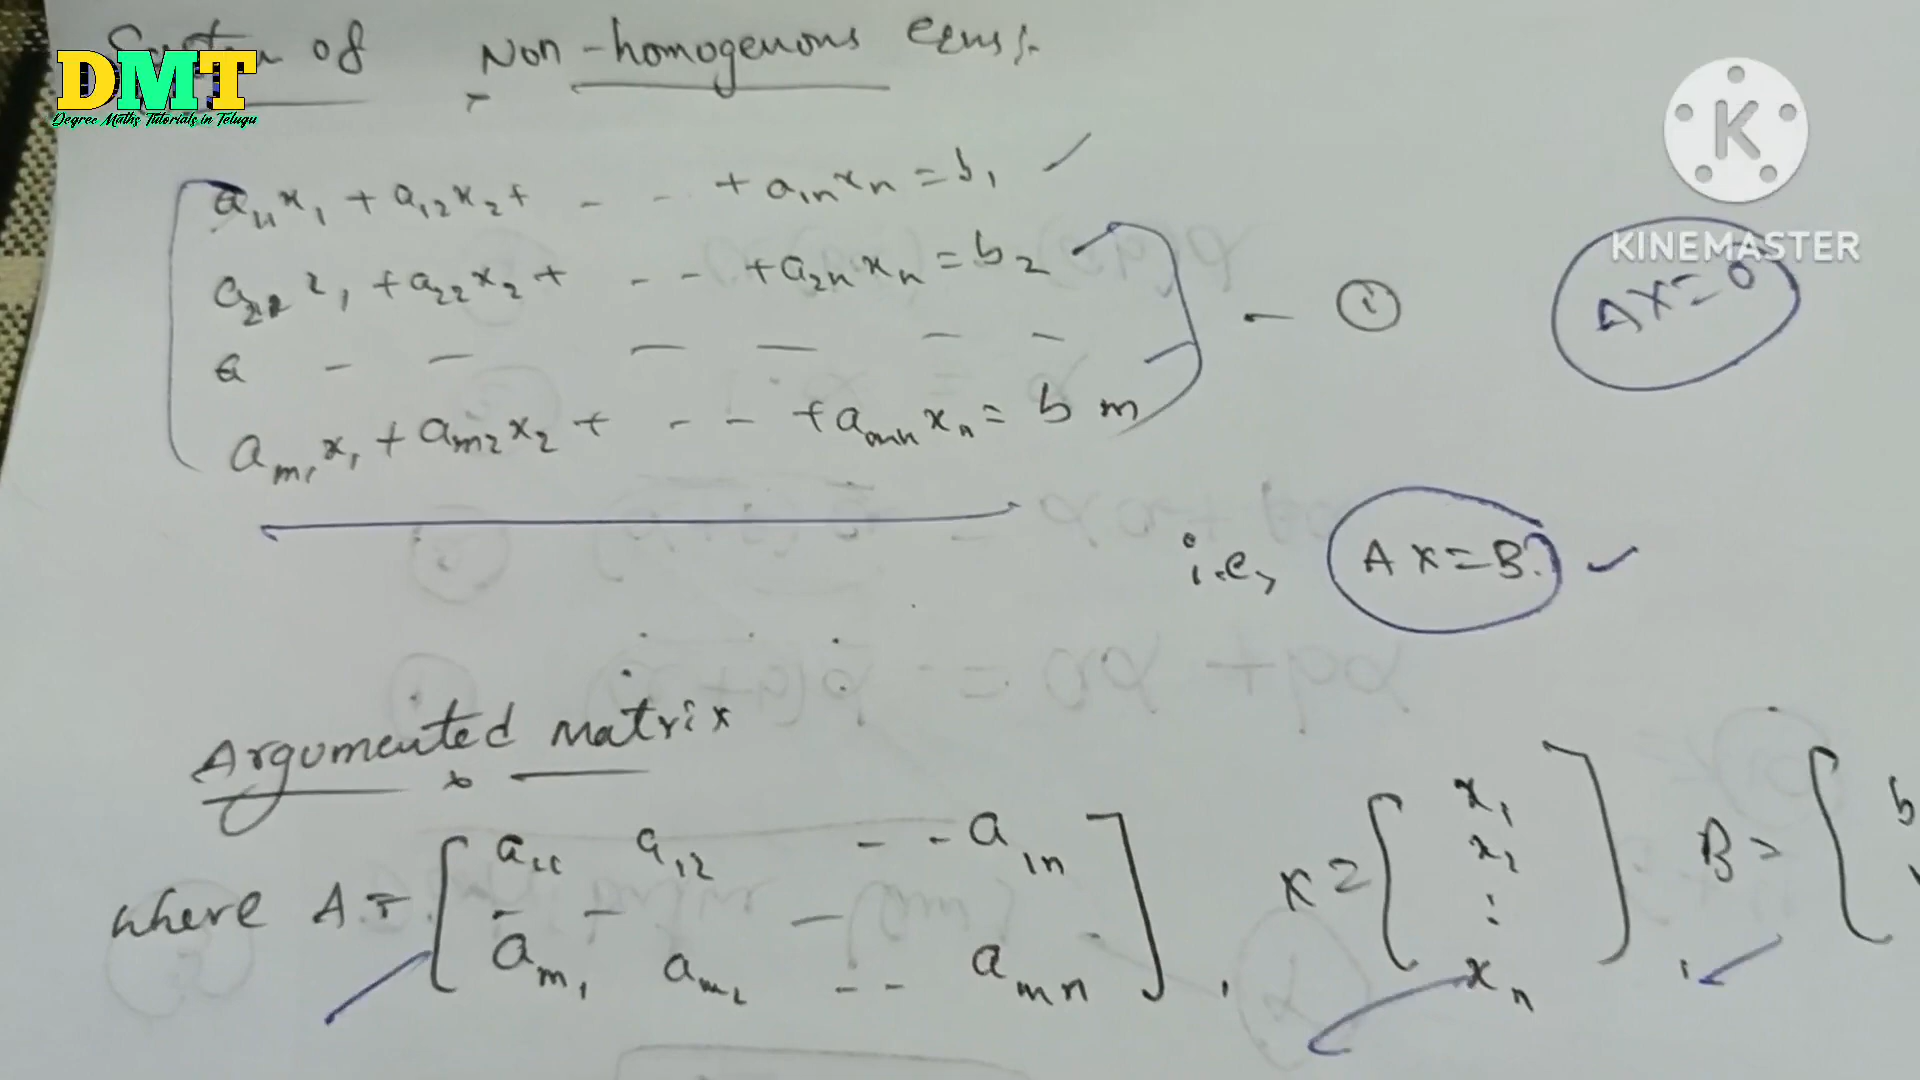 System of Non-homogenous eqns:-
DMT
Degree Maths Tutorials in Telugu
K
KINEMASTER
a11x1 + a12x2 + - - + a1nxn = b1
a21x1 + a22x2 + - - + a2nxn = b2
a - - - - - -
am1x1 + am2x2 + - - + amnxn = bm
- ①
AX=0
i.e, AX=B
Argumented matrix
where A = [ a11 a12 - - a1n
- - -
am1 am2 - - amn ] , X = [ x1
x2
⋮
xn ] , B = [ b